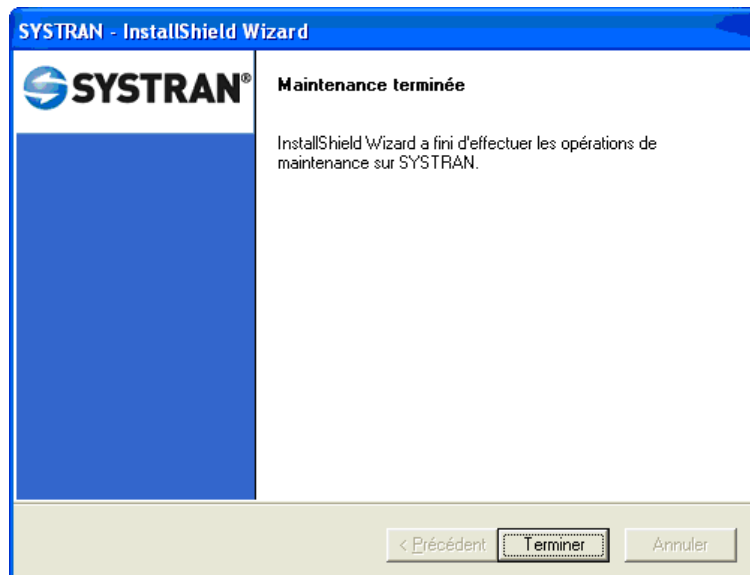 SYSTRAN - InstallShield Wizard
SYSTRAN®
Maintenance terminée
InstallShield Wizard a fini d'effectuer les opérations de
maintenance sur SYSTRAN.
< Précédent
Terminer
Annuler